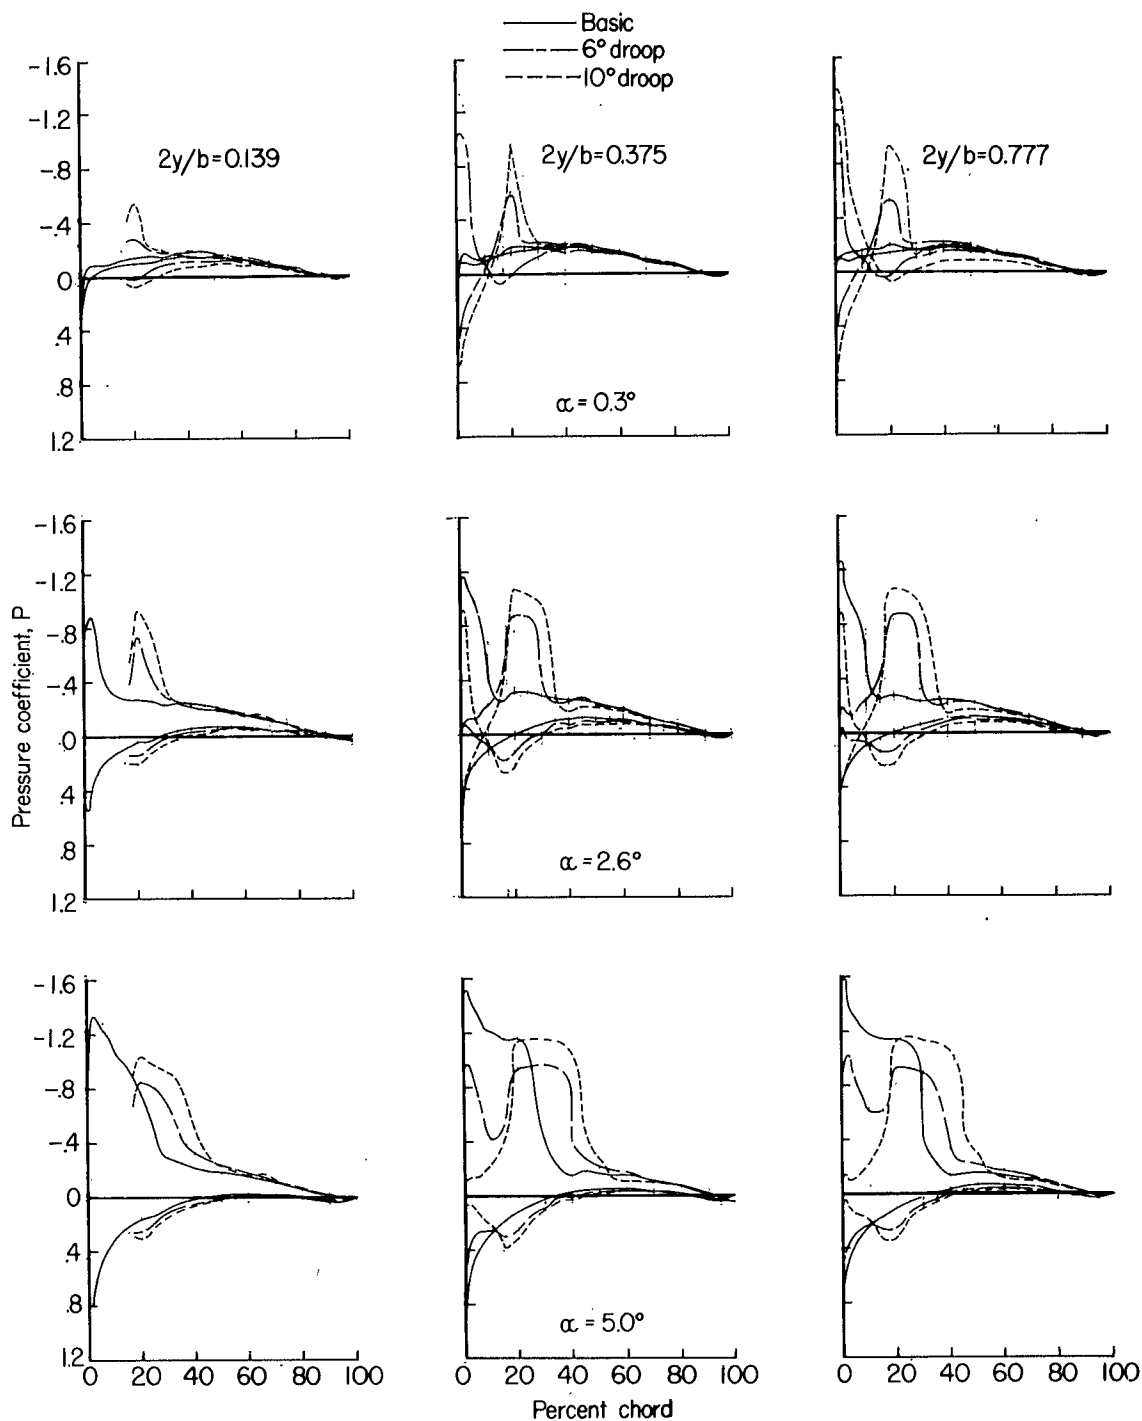 Basic
6° droop
10° droop
-1.6
-1.2
-.8
-.4
0
.4
.8
1.2
2y/b=0.139
2y/b=0.375
2y/b=0.777
α = 0.3°
-1.6
-1.2
-.8
-.4
.0
.4
.8
1.2
Pressure coefficient, P
α = 2.6°
-1.6
-1.2
-.8
-.4
0
.4
.8
1.2
α = 5.0°
0 20 40 60 80 100
0 20 40 60 80 100
0 20 40 60 80 100
Percent chord